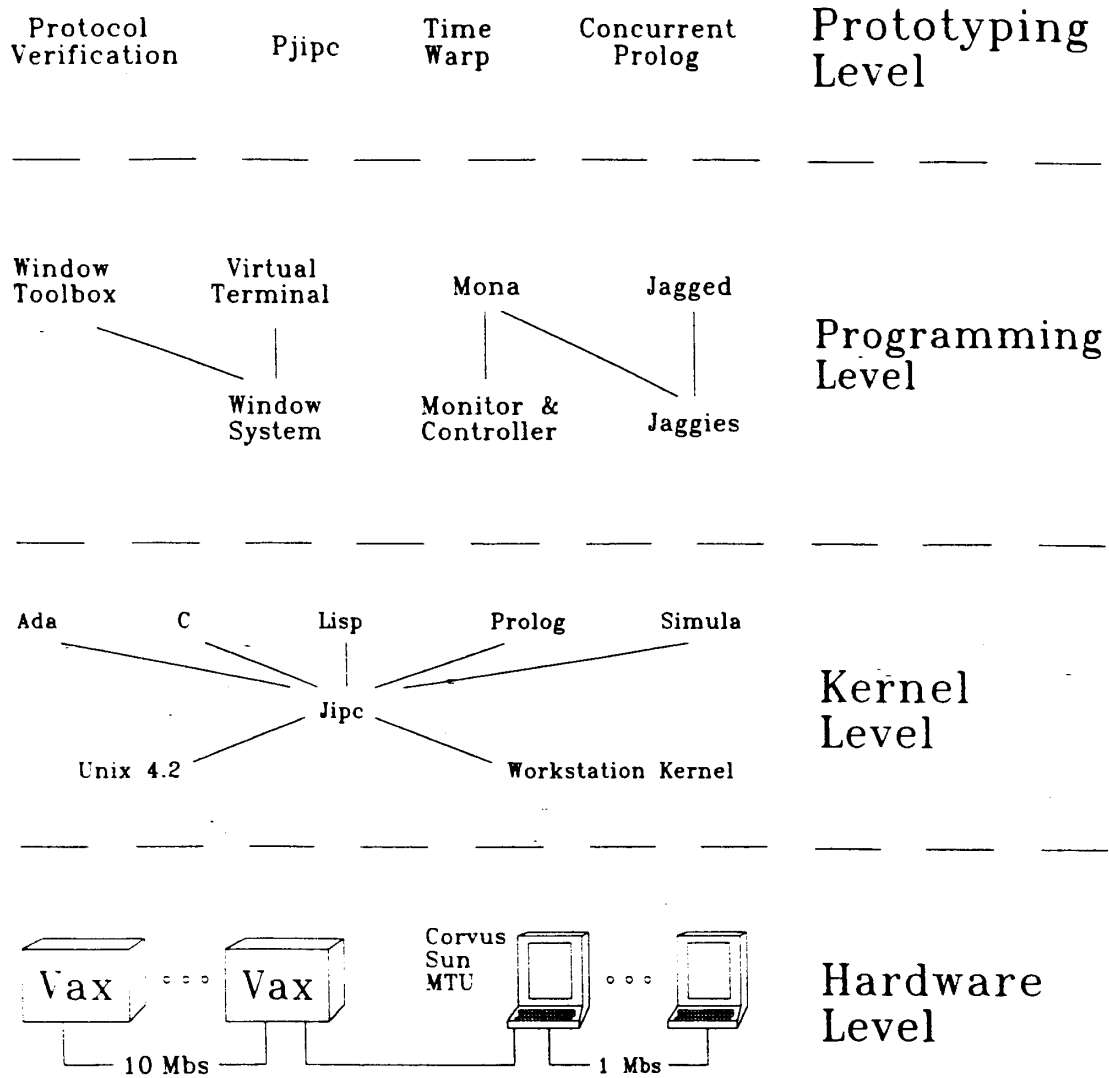 Protocol
Verification
Pjipc
Time
Warp
Concurrent
Prolog
Prototyping
Level
Window
Toolbox
Virtual
Terminal
Mona
Jagged
Window
System
Monitor &
Controller
Jaggies
Programming
Level
Ada
C
Lisp
Prolog
Simula
Jipc
Unix 4.2
Workstation Kernel
Kernel
Level
Vax
Vax
Corvus
Sun
MTU
10 Mbs
1 Mbs
Hardware
Level